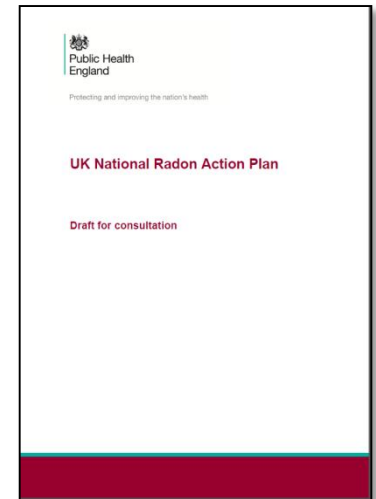 Public Health
England
Protecting and improving the nation's health
UK National Radon Action Plan
Draft for consultation